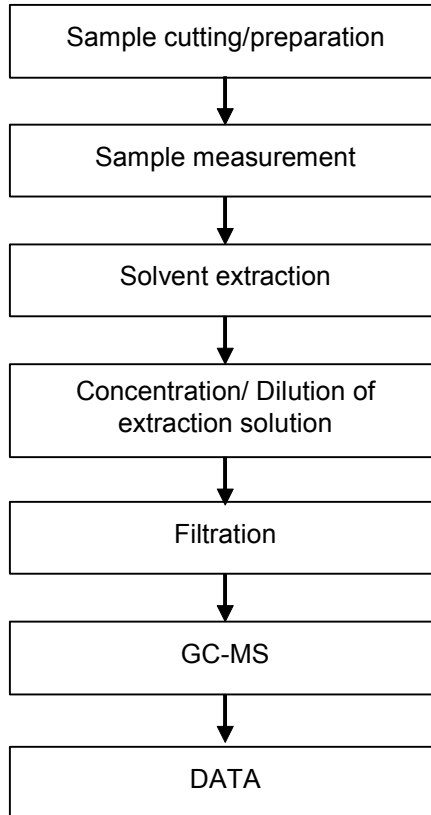 Sample cutting/preparation
Sample measurement
Solvent extraction
Concentration/ Dilution of
extraction solution
Filtration
GC-MS
DATA